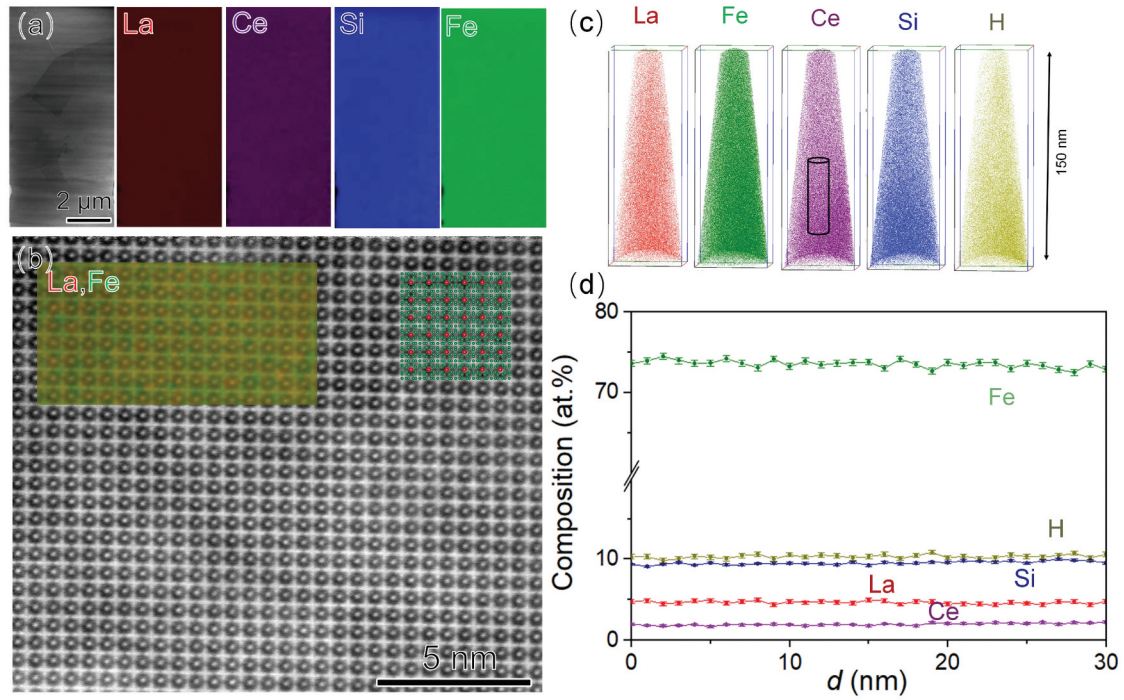 (a)
La
Ce
Si
Fe
2 μm
(b)
La,Fe
5 nm
(c)
La
Fe
Ce
Si
H
150 nm
(d)
Composition (at.%)
80
70
10
0
Fe
H
Si
La
Ce
0
10
20
30
d (nm)